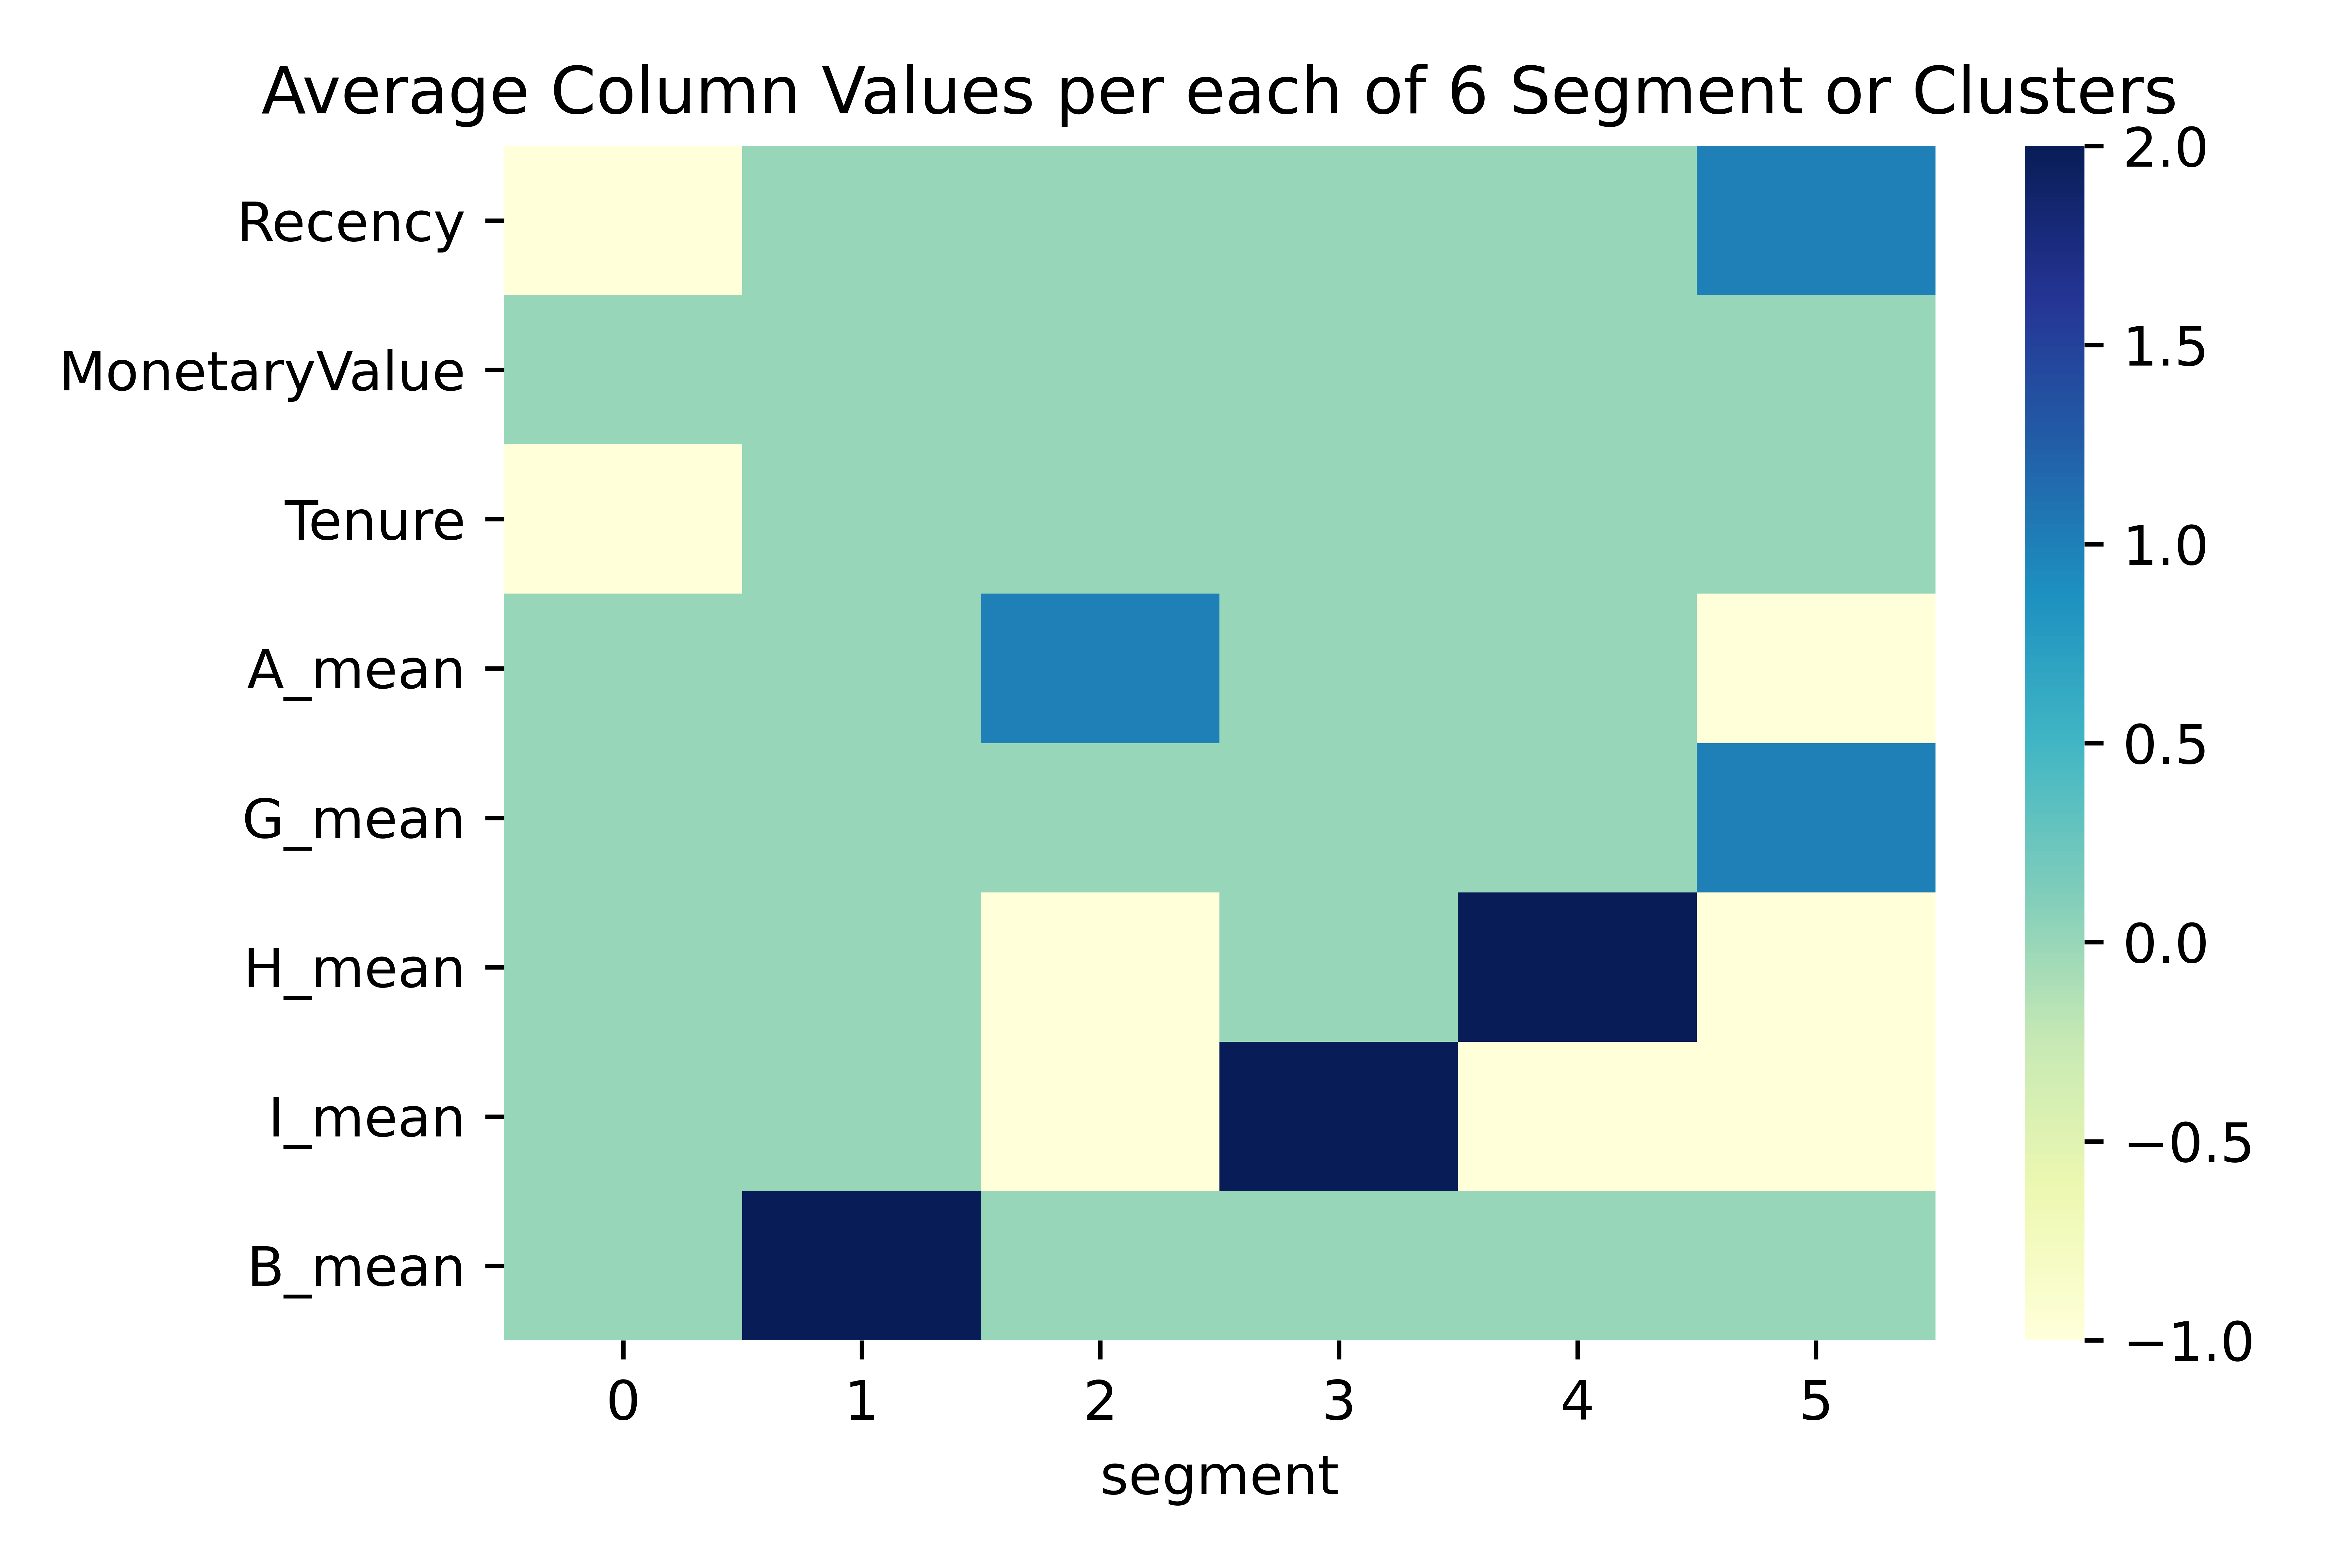 Average Column Values per each of 6 Segment or Clusters
Recency
MonetaryValue
Tenure
A_mean
G_mean
H_mean
I_mean
B_mean
0 1 2 3 4 5
segment
2.0
1.5
1.0
0.5
0.0
−0.5
−1.0